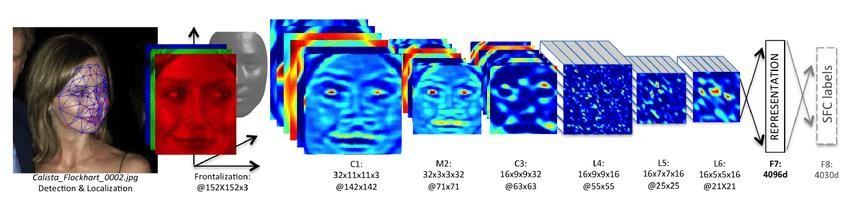 Calista_Flockhart_0002.jpg
Detection & Localization
Frontalization:
@152X152x3
C1:
32x11x11x3
@142x142
M2:
32x3x3x32
@71x71
C3:
16x9x9x32
@63x63
L4:
16x9x9x16
@55x55
L5:
16x7x7x16
@25x25
L6:
16x5x5x16
@21X21
REPRESENTATION
F7:
4096d
SFC labels
F8:
4030d